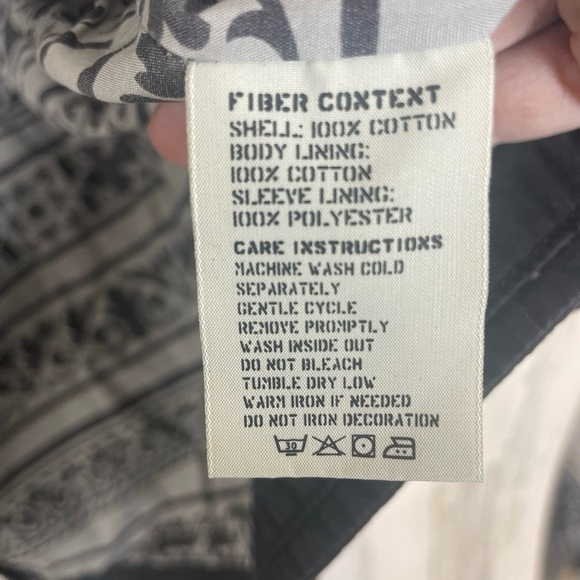 FIBER CONTEXT
SHELL: 100% COTTON
BODY LINING:
100% COTTON
SLEEVE LINING:
100% POLYESTER
CARE INSTRUCTIONS
MACHINE WASH COLD
SEPARATELY
GENTLE CYCLE
REMOVE PROMPTLY
WASH INSIDE OUT
DO NOT BLEACH
TUMBLE DRY LOW
WARM IRON IF NEEDED
DO NOT IRON DECORATION
30